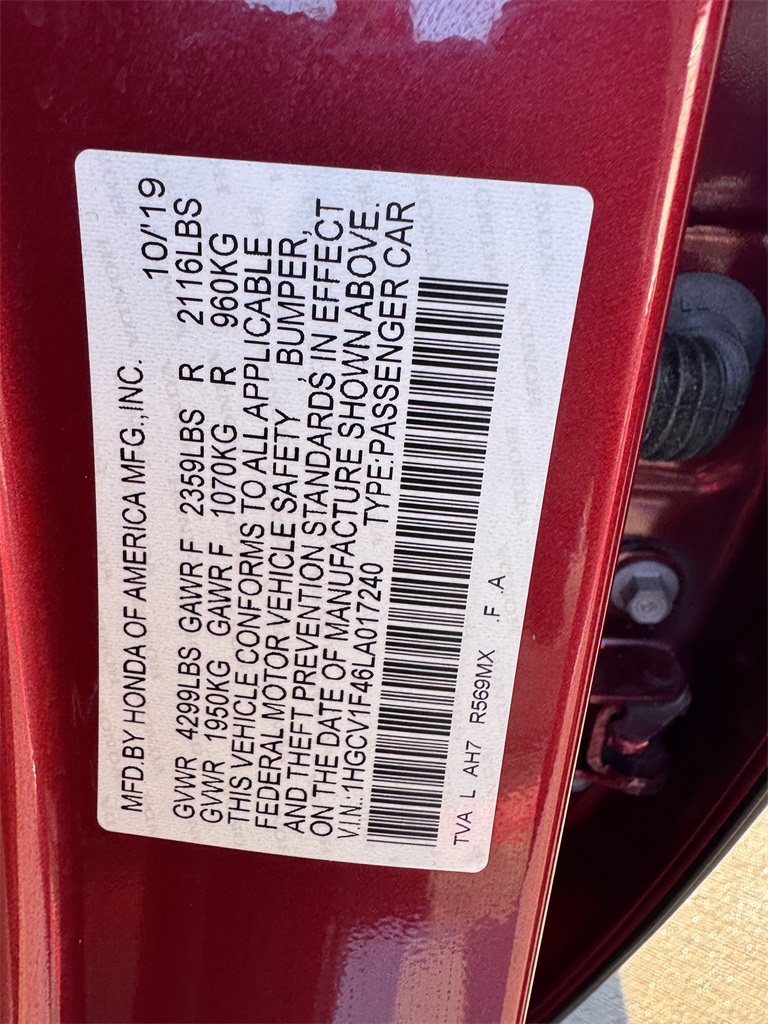 MFD.BY HONDA OF AMERICA MFG.,INC. 10/'19
GVWR 4299LBS GAWR F 2359LBS R 2116LBS
GVWR 1950KG GAWR F 1070KG R 960KG
THIS VEHICLE CONFORMS TO ALL APPLICABLE
FEDERAL MOTOR VEHICLE SAFETY , BUMPER,
AND THEFT PREVENTION STANDARDS IN EFFECT
ON THE DATE OF MANUFACTURE SHOWN ABOVE.
V.I.N.:1HGCV1F46LA017240 TYPE:PASSENGER CAR
TVA L AH7 R569MX .F .A